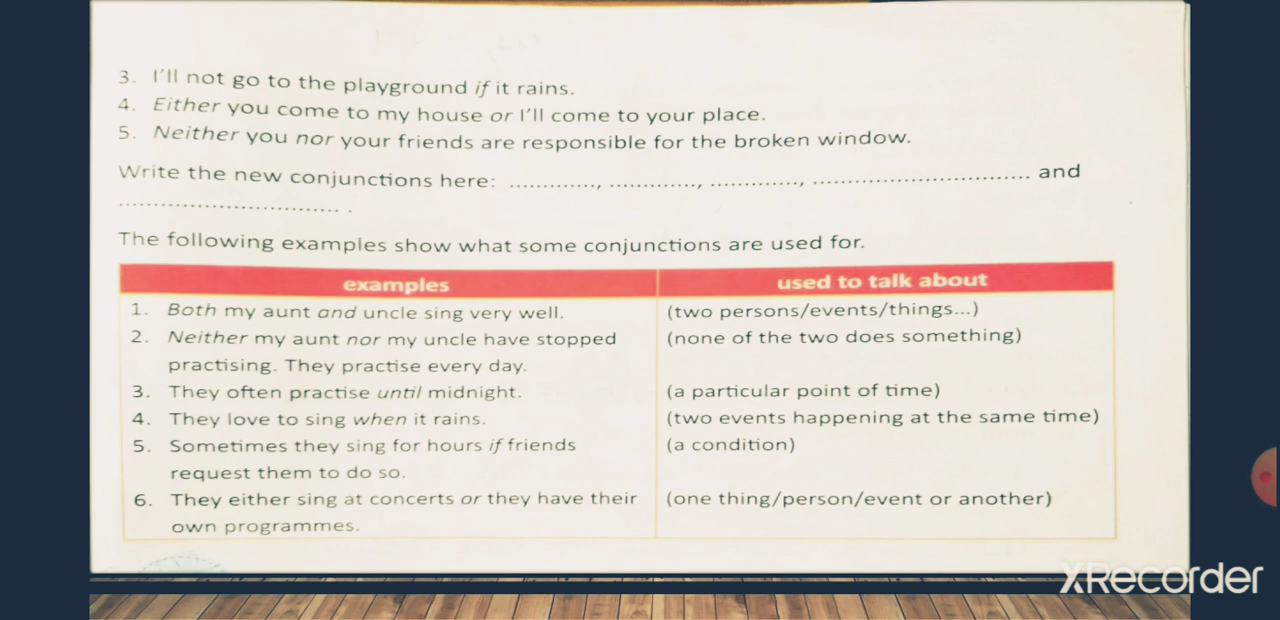 3. I'll not go to the playground if it rains.
4. Either you come to my house or I'll come to your place.
5. Neither you nor your friends are responsible for the broken window.
Write the new conjunctions here: ............., ............., ............., ................................. and
................................. .
The following examples show what some conjunctions are used for.
examples used to talk about
1. Both my aunt and uncle sing very well. (two persons/events/things...)
2. Neither my aunt nor my uncle have stopped (none of the two does something)
practising. They practise every day.
3. They often practise until midnight. (a particular point of time)
4. They love to sing when it rains. (two events happening at the same time)
5. Sometimes they sing for hours if friends (a condition)
request them to do so.
6. They either sing at concerts or they have their (one thing/person/event or another)
own programmes.
XRecorder